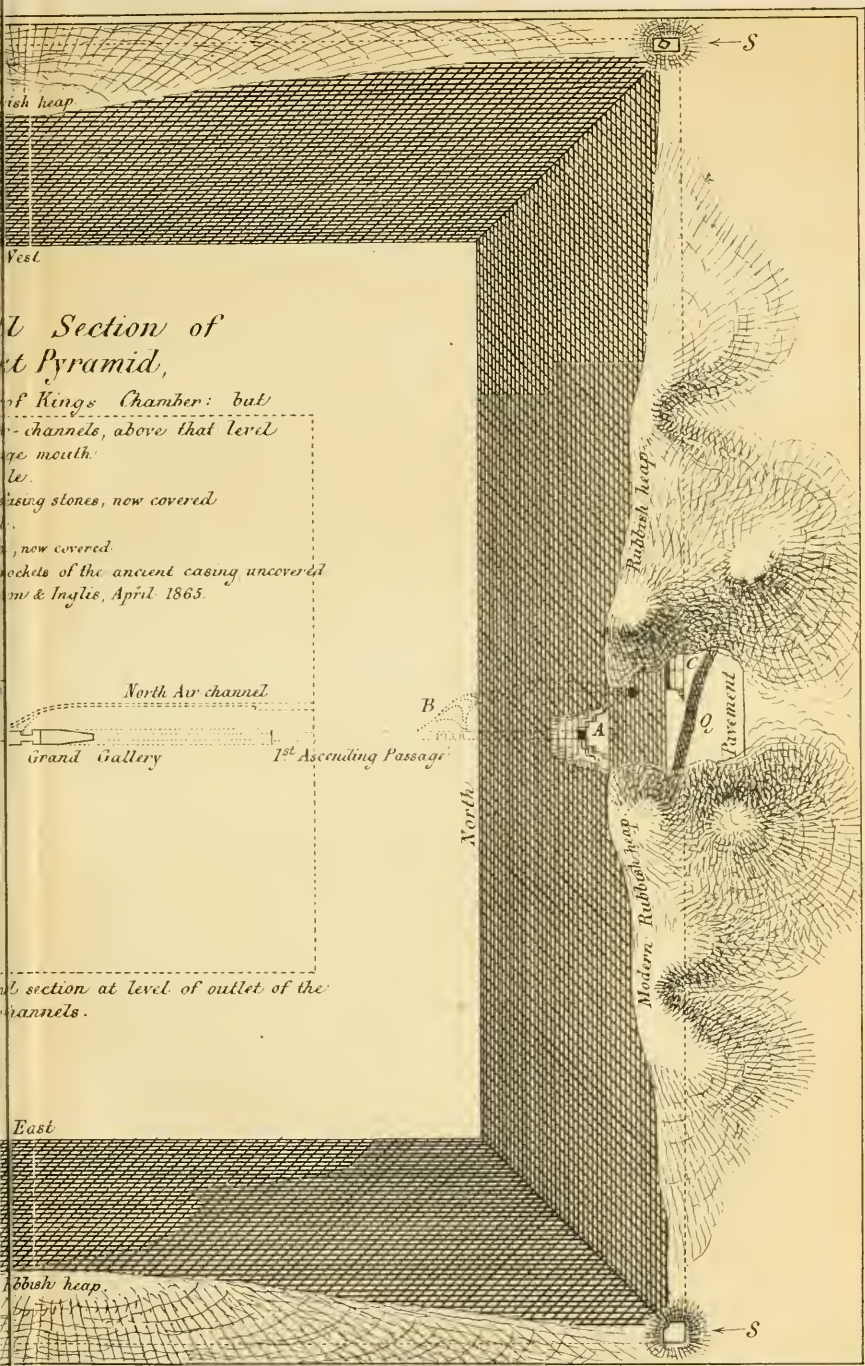 S
ish heap
West
l Section of
t Pyramid,
of Kings Chamber: but
- channels, above that level
ge mouth.
le.
asing stones, now covered
, now covered.
ockets of the ancient casing uncovered
m & Inglis, April 1865.
Rubbish heap
North Air channel
B
A
C
Q
Pavement
Grand Gallery
1st Ascending Passage
North
Modern Rubbish heap
l section at level of outlet of the
hannels.
East
bbish heap.
S